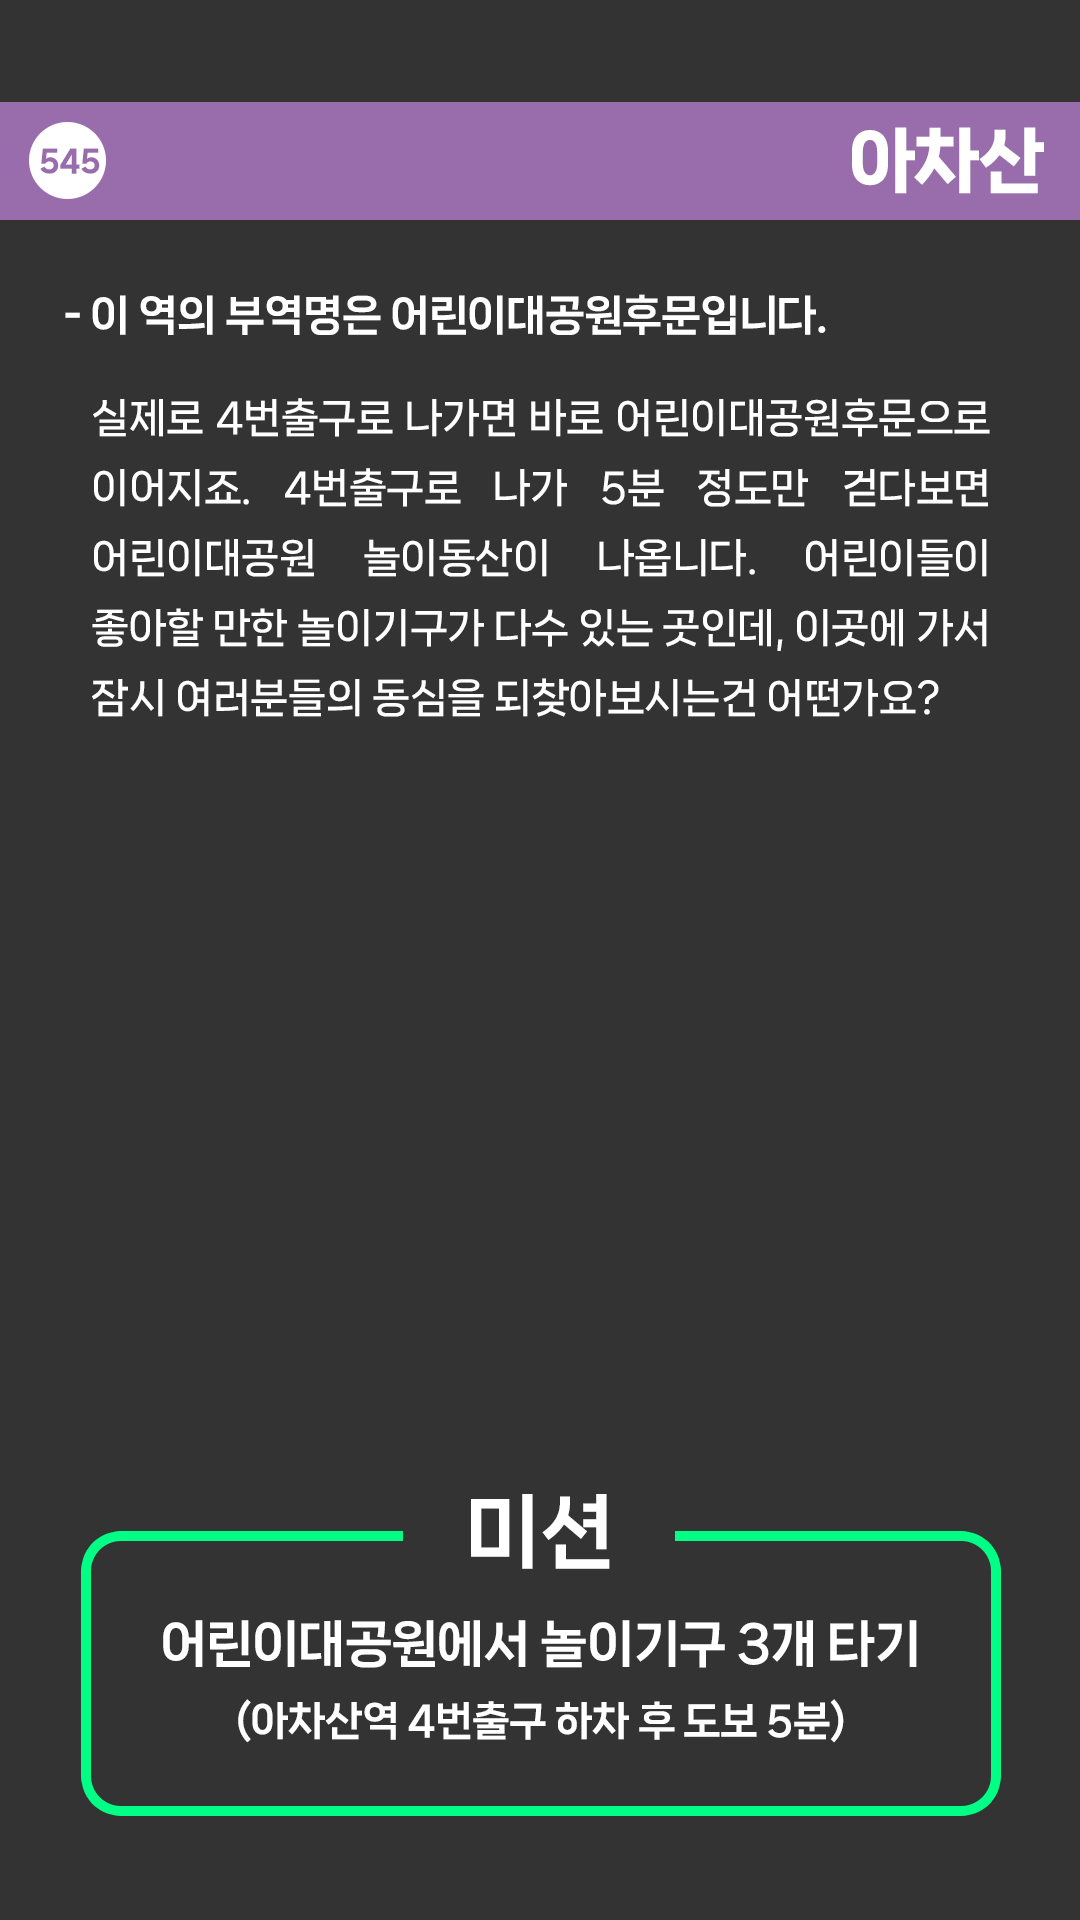 545
아차산
- 이 역의 부역명은 어린이대공원후문입니다.
실제로 4번출구로 나가면 바로 어린이대공원후문으로
이어지죠. 4번출구로 나가 5분 정도만 걷다보면
어린이대공원 놀이동산이 나옵니다. 어린이들이
좋아할 만한 놀이기구가 다수 있는 곳인데, 이곳에 가서
잠시 여러분들의 동심을 되찾아보시는건 어떤가요?
미션
어린이대공원에서 놀이기구 3개 타기
(아차산역 4번출구 하차 후 도보 5분)